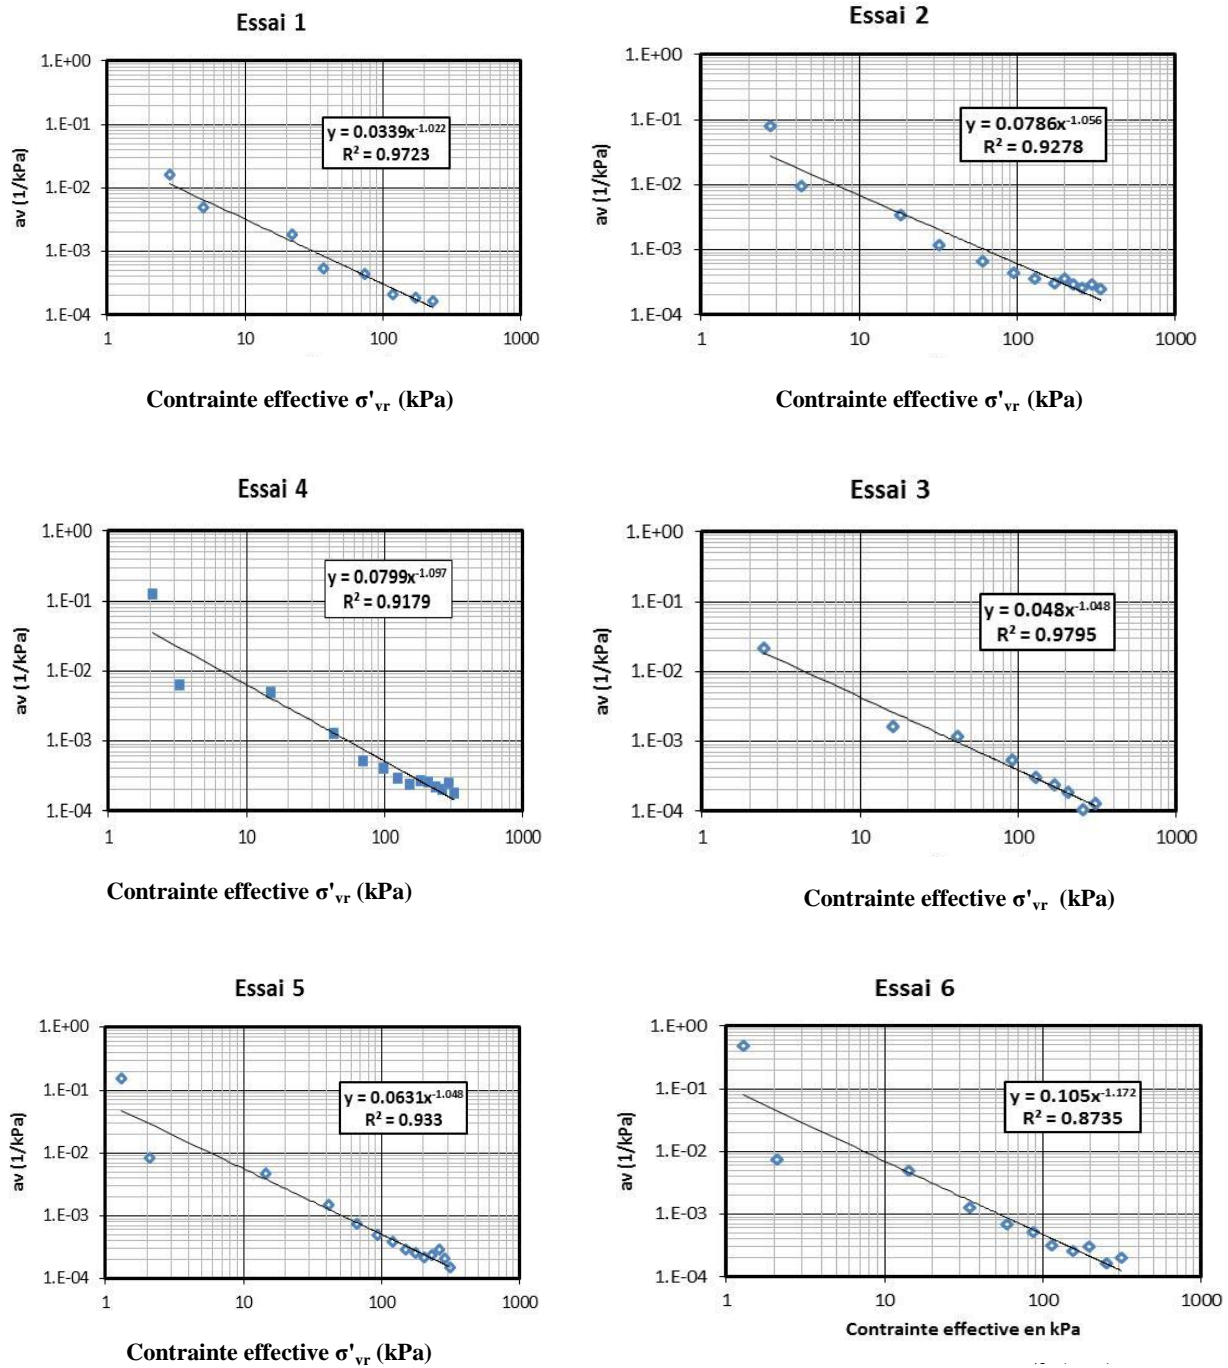 Essai 1
1.E+00
1.E-01
1.E-02
1.E-03
1.E-04
av (1/kPa)
y = 0.0339x^-1.022
R² = 0.9723
1 10 100 1000
Contrainte effective σ'vr (kPa)
Essai 2
1.E+00
1.E-01
1.E-02
1.E-03
1.E-04
av (1/kPa)
y = 0.0786x^-1.056
R² = 0.9278
1 10 100 1000
Contrainte effective σ'vr (kPa)
Essai 4
1.E+00
1.E-01
1.E-02
1.E-03
1.E-04
av (1/kPa)
y = 0.0799x^-1.097
R² = 0.9179
1 10 100 1000
Contrainte effective σ'vr (kPa)
Essai 3
1.E+00
1.E-01
1.E-02
1.E-03
1.E-04
av (1/kPa)
y = 0.048x^-1.048
R² = 0.9795
1 10 100 1000
Contrainte effective σ'vr (kPa)
Essai 5
1.E+00
1.E-01
1.E-02
1.E-03
1.E-04
av (1/kPa)
y = 0.0631x^-1.048
R² = 0.933
1 10 100 1000
Contrainte effective σ'vr (kPa)
Essai 6
1.E+00
1.E-01
1.E-02
1.E-03
1.E-04
av (1/kPa)
y = 0.105x^-1.172
R² = 0.8735
1 10 100 1000
Contrainte effective en kPa